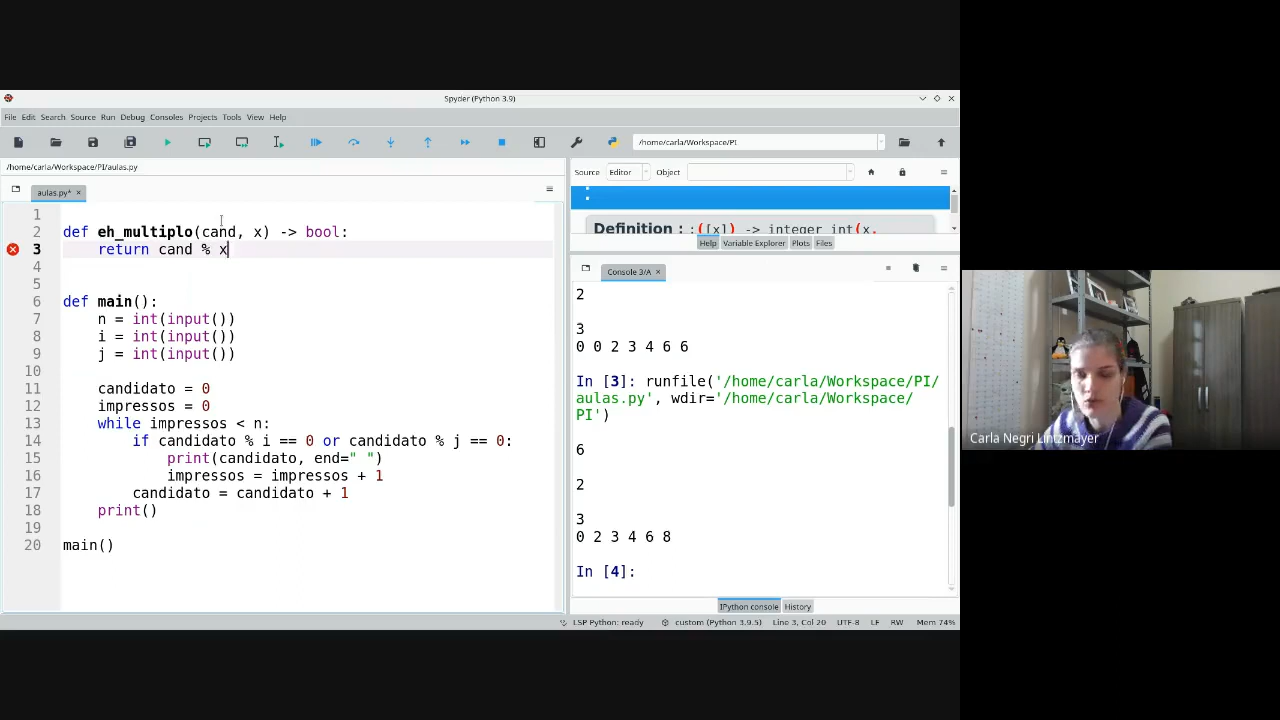 Spyder (Python 3.9)
File Edit Search Source Run Debug Consoles Projects Tools View Help
/home/carla/Workspace/PI
/home/carla/Workspace/PI/aulas.py
aulas.py*
1
2 def eh_multiplo(cand, x) -> bool:
3 return cand % x
4
5
6 def main():
7 n = int(input())
8 i = int(input())
9 j = int(input())
10
11 candidato = 0
12 impressos = 0
13 while impressos < n:
14 if candidato % i == 0 or candidato % j == 0:
15 print(candidato, end=" ")
16 impressos = impressos + 1
17 candidato = candidato + 1
18 print()
19
20 main()
Source Editor Object
:
Definition : :([x]) -> integer int(x,
Help Variable Explorer Plots Files
Console 3/A
2
3
0 0 2 3 4 6 6
In [3]: runfile('/home/carla/Workspace/PI/
aulas.py', wdir='/home/carla/Workspace/
PI')
6
2
3
0 2 3 4 6 8
In [4]:
IPython console History
LSP Python: ready custom (Python 3.9.5) Line 3, Col 20 UTF-8 LF RW Mem 74%
Carla Negri Lintzmayer